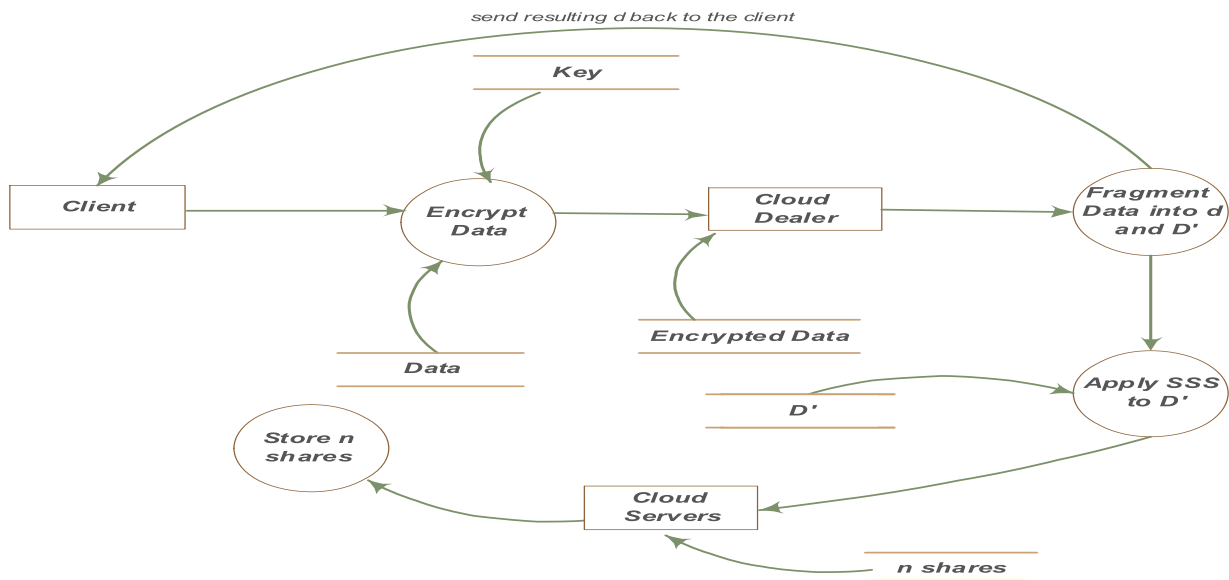 send resulting d back to the client
Key
Client
Encrypt
Data
Cloud
Dealer
Fragment
Data into d
and D'
Encrypted Data
Data
D'
Apply SSS
to D'
Store n
shares
Cloud
Servers
n shares